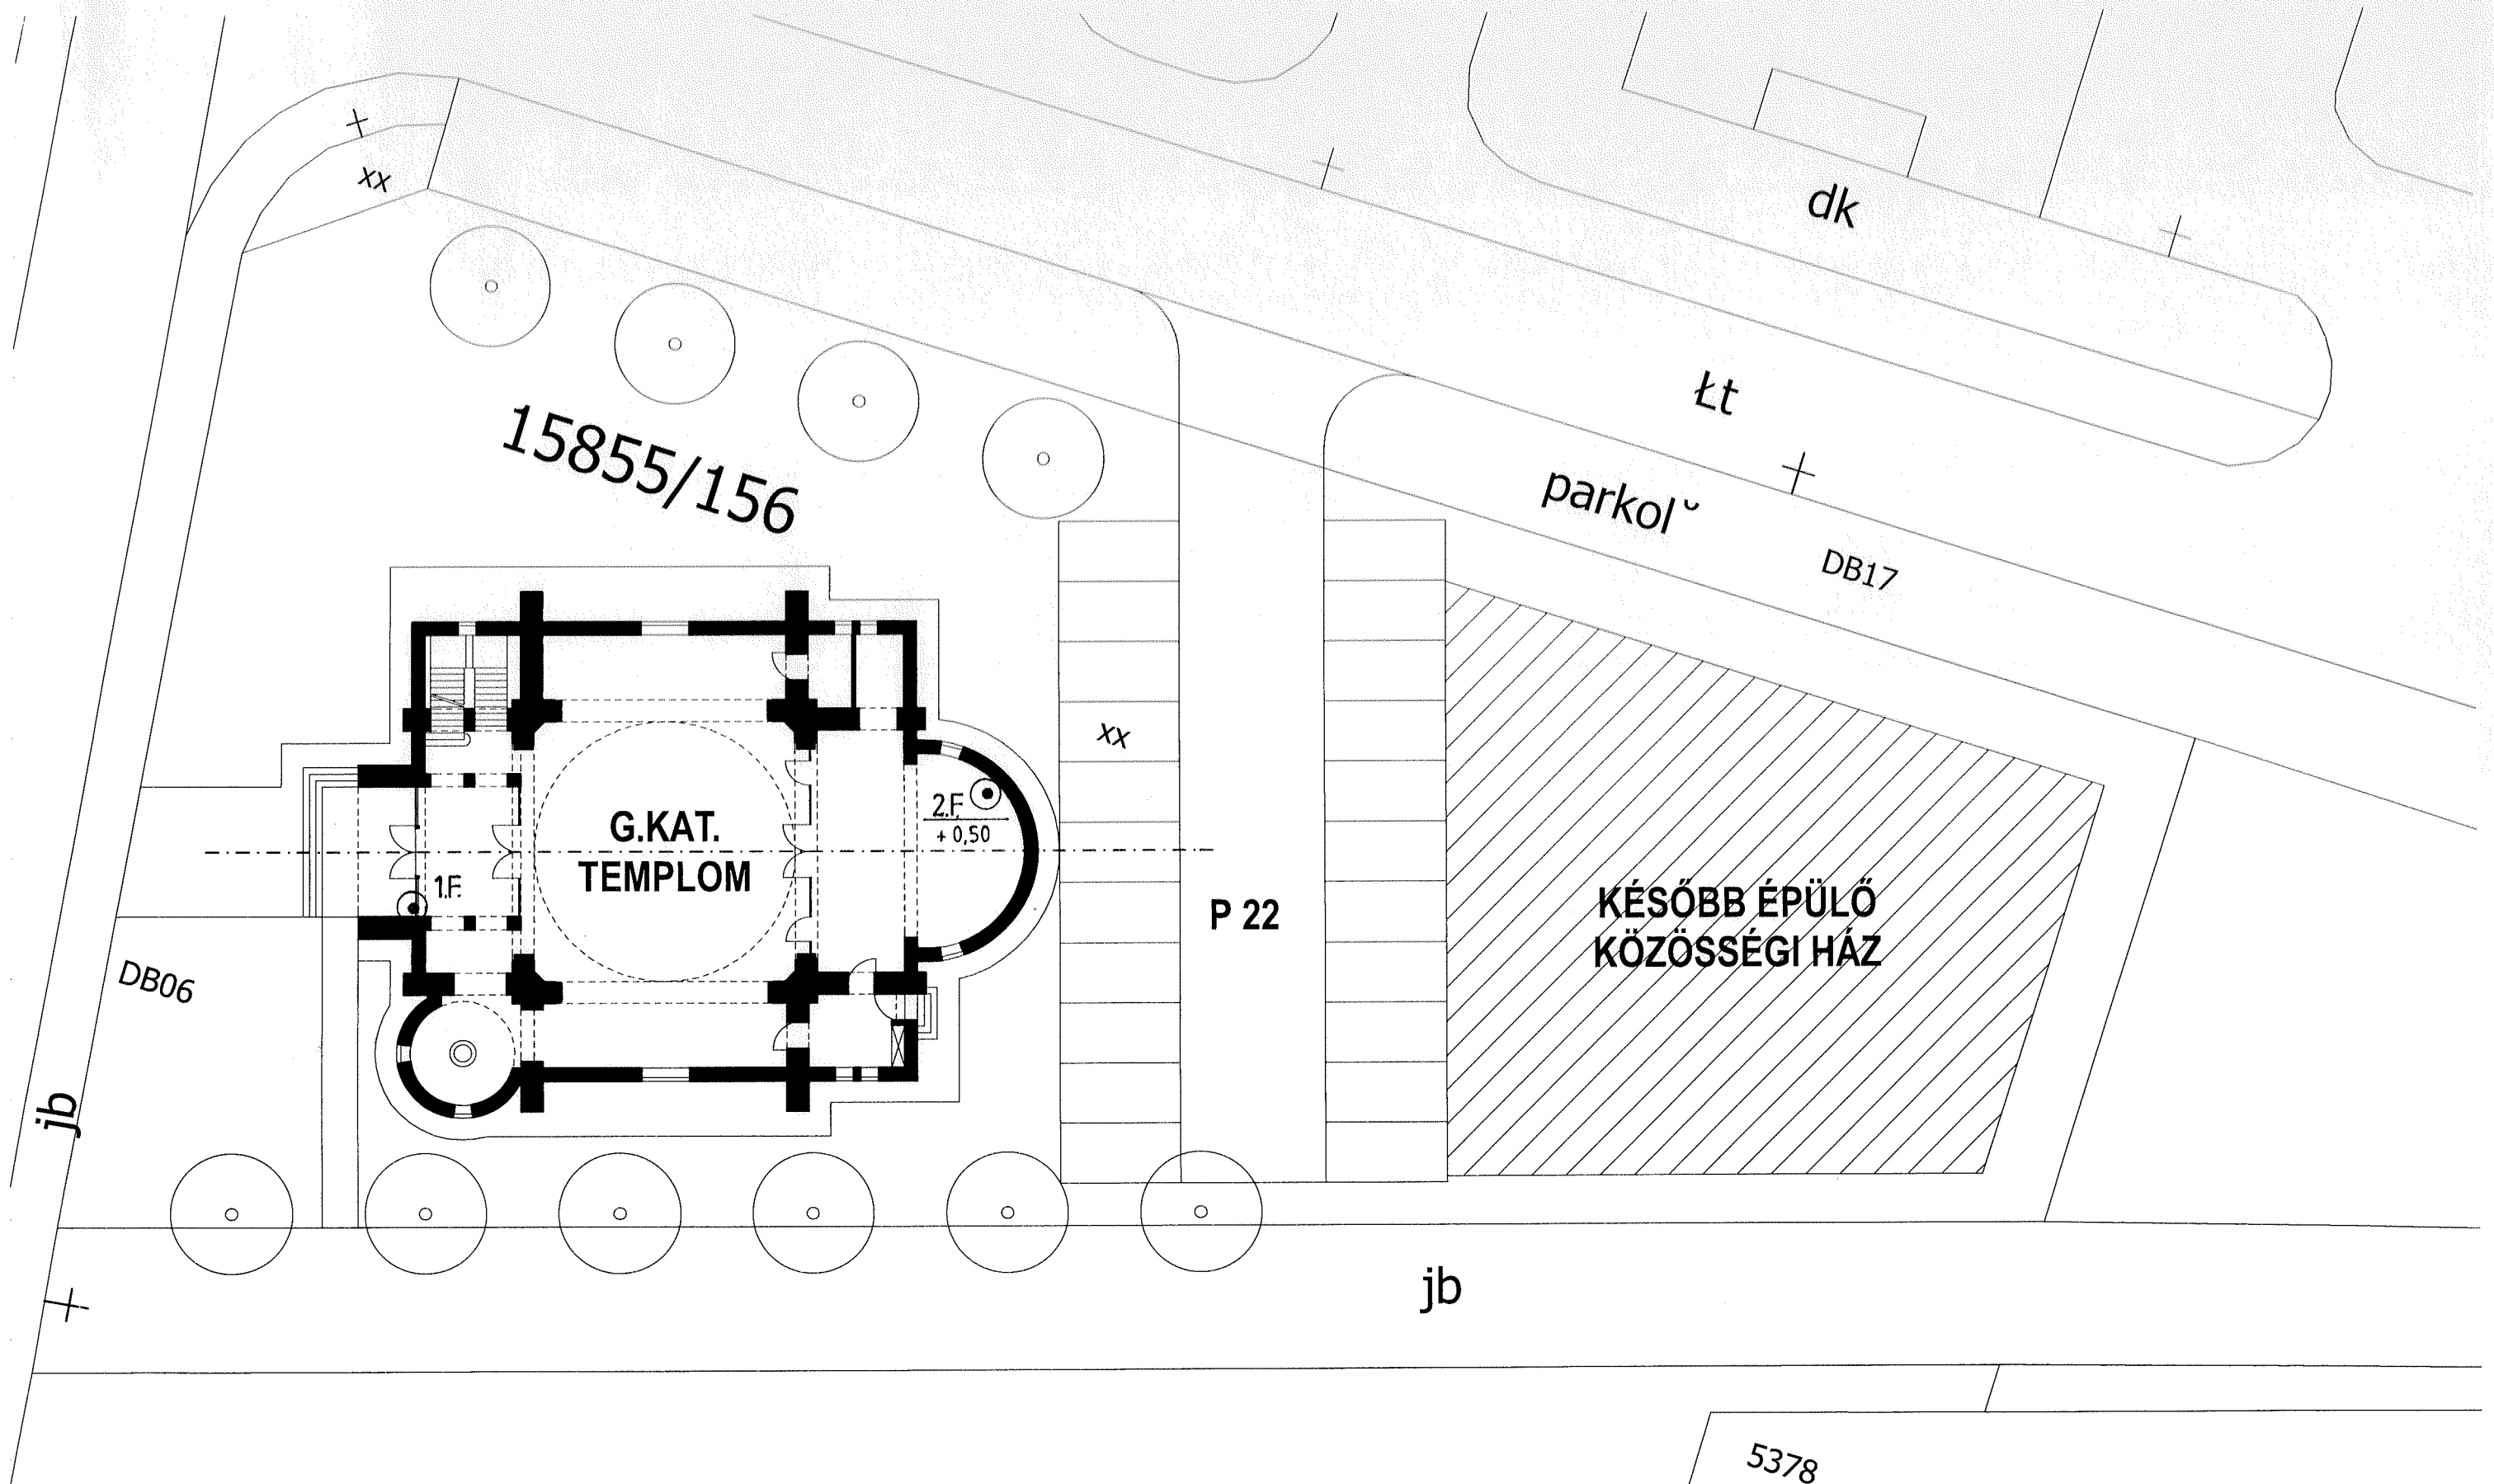 xx
dk
Łt
15855/156
parkol˘
DB17
xx
G.KAT.
TEMPLOM
2.F.
+ 0,50
1.F.
P 22
KÉSŐBB ÉPÜLŐ
KÖZÖSSÉGI HÁZ
DB06
jb
jb
5378